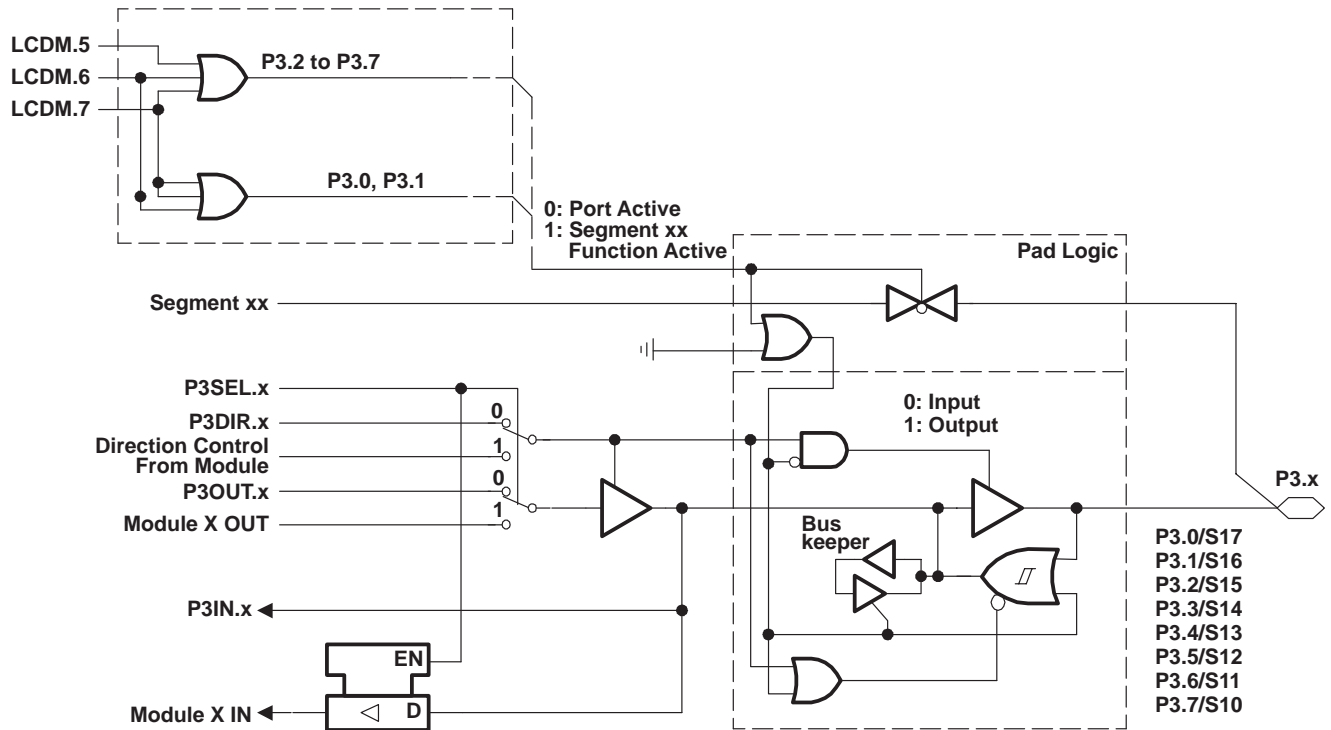 LCDM.5
LCDM.6
LCDM.7
P3.2 to P3.7
P3.0, P3.1
0: Port Active
1: Segment xx
Function Active
Pad Logic
Segment xx
P3SEL.x
P3DIR.x
0
Direction Control
From Module
1
P3OUT.x
0
Module X OUT
1
0: Input
1: Output
Bus
keeper
P3.x
P3.0/S17
P3.1/S16
P3.2/S15
P3.3/S14
P3.4/S13
P3.5/S12
P3.6/S11
P3.7/S10
P3IN.x
EN
D
Module X IN